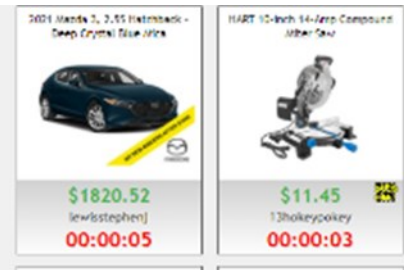 2021 Mazda 3, 2.5S Hatchback -
Deep Crystal Blue Mica
$1820.52
lewisstephenj
00:00:05
HART 10-Inch 14-Amp Compound
Miter Saw
$11.45
13hokeypokey
00:00:03